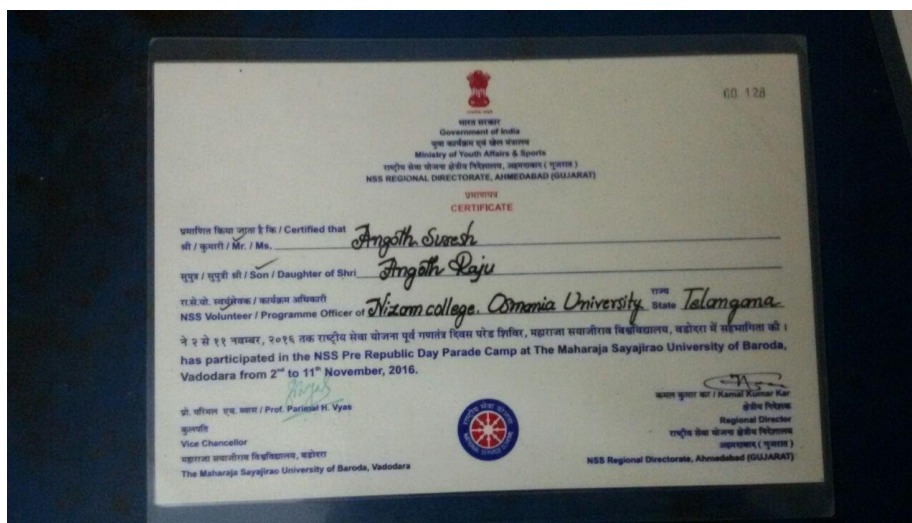 60 128
भारत सरकार
Government of India
युवा कार्यक्रम एवं खेल मंत्रालय
Ministry of Youth Affairs & Sports
राष्ट्रीय सेवा योजना क्षेत्रीय निदेशालय, अहमदाबाद ( गुजरात )
NSS REGIONAL DIRECTORATE, AHMEDABAD (GUJARAT)
प्रमाणपत्र
CERTIFICATE
प्रमाणित किया जाता है कि / Certified that
श्री / कुमारी / Mr. / Ms. Angoth Suresh
सुपुत्र / सुपुत्री श्री / Son / Daughter of Shri Angoth Raju
रा.से.यो. स्वयंसेवक / कार्यक्रम अधिकारी राज्य
NSS Volunteer / Programme Officer of Nizam college. Osmania University State Telangana
ने २ से ११ नवम्बर, २०१६ तक राष्ट्रीय सेवा योजना पूर्व गणतंत्र दिवस परेड शिविर, महाराजा सयाजीराव विश्वविद्यालय, वडोदरा में सहभागिता की ।
has participated in the NSS Pre Republic Day Parade Camp at The Maharaja Sayajirao University of Baroda,
Vadodara from 2nd to 11th November, 2016.
प्रो. परिमल एच. व्यास / Prof. Parimal H. Vyas
कुलपति
Vice Chancellor
महाराजा सयाजीराव विश्वविद्यालय, वडोदरा
The Maharaja Sayajirao University of Baroda, Vadodara
कमल कुमार कर / Kamal Kumar Kar
क्षेत्रीय निदेशक
Regional Director
राष्ट्रीय सेवा योजना क्षेत्रीय निदेशालय
अहमदाबाद ( गुजरात )
NSS Regional Directorate, Ahmedabad (GUJARAT)